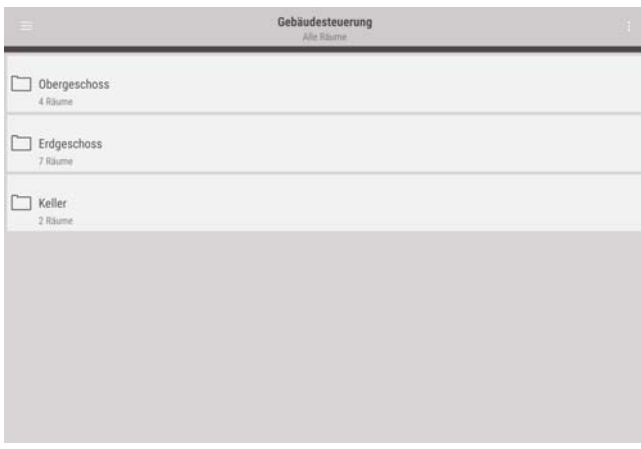 Gebäudesteuerung
Alle Räume
Obergeschoss
4 Räume
Erdgeschoss
7 Räume
Keller
2 Räume